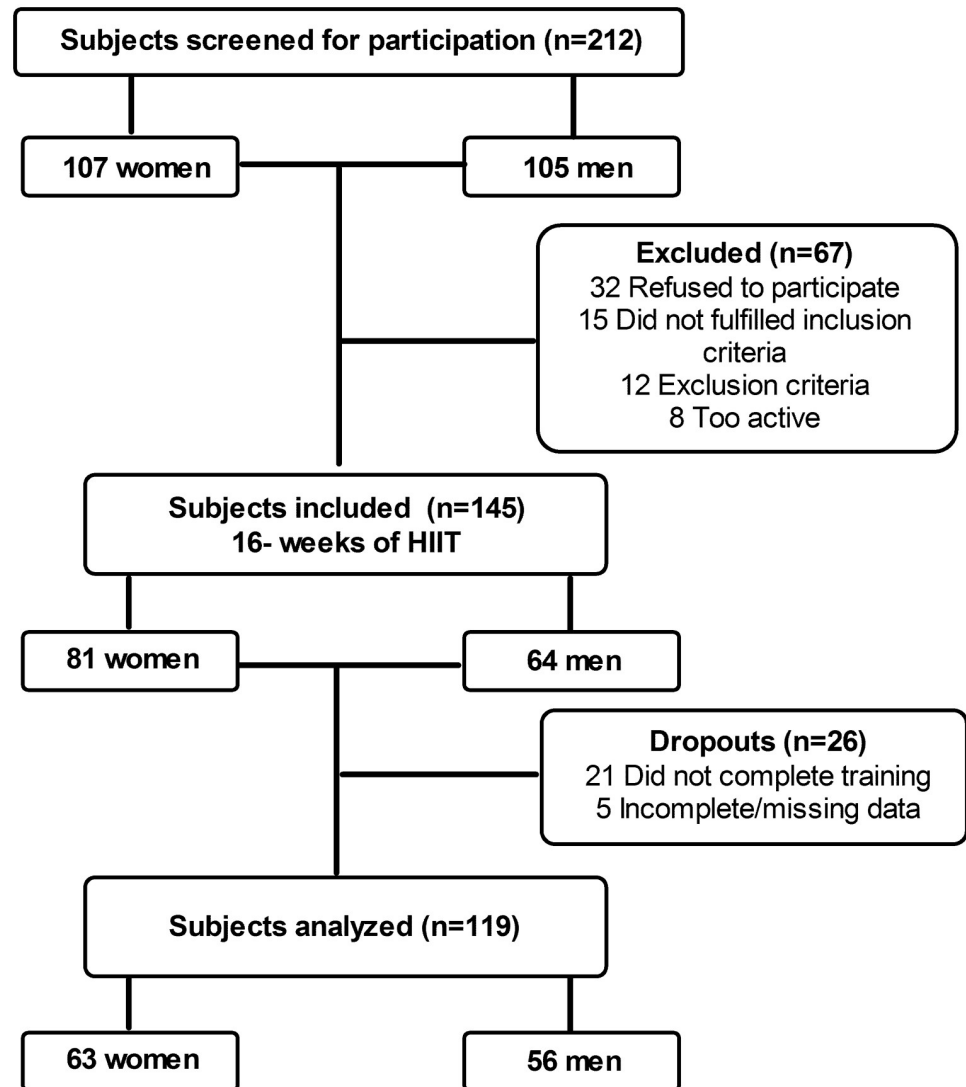 Subjects screened for participation (n=212)
107 women
105 men
Excluded (n=67)
32 Refused to participate
15 Did not fulfilled inclusion
criteria
12 Exclusion criteria
8 Too active
Subjects included (n=145)
16- weeks of HIIT
81 women
64 men
Dropouts (n=26)
21 Did not complete training
5 Incomplete/missing data
Subjects analyzed (n=119)
63 women
56 men